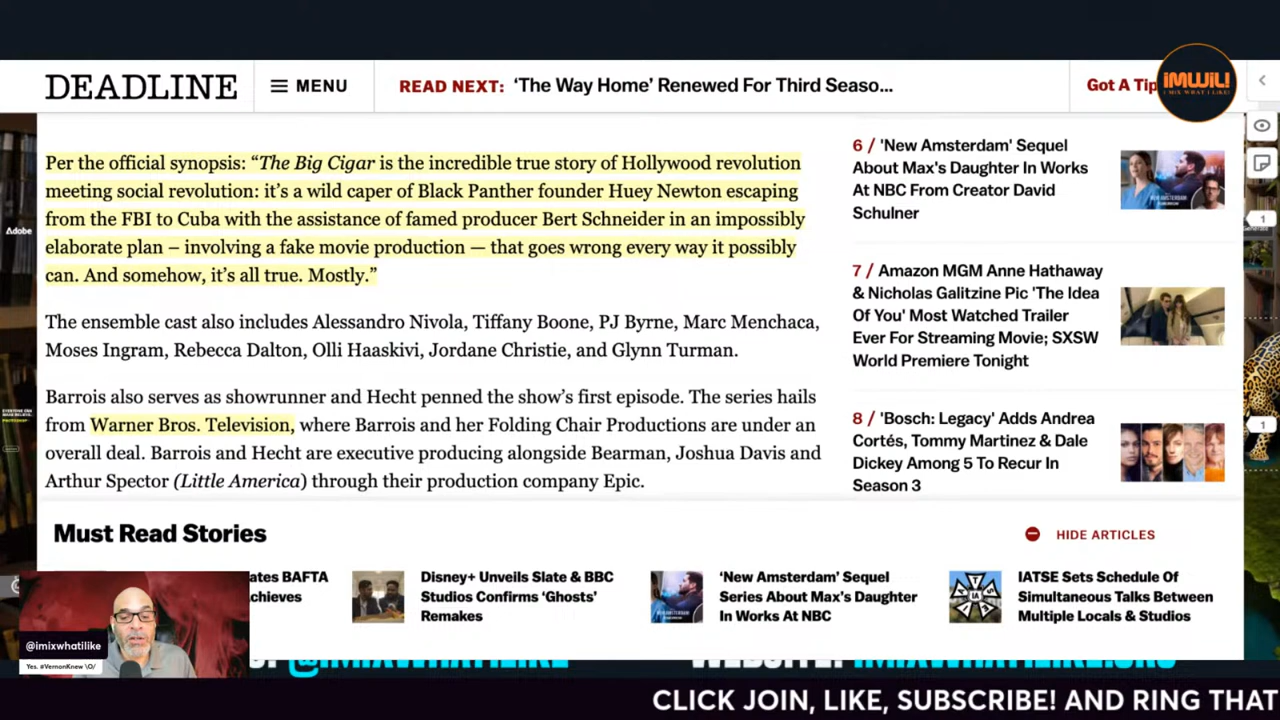 DEADLINE
MENU
READ NEXT: ‘The Way Home’ Renewed For Third Seaso...
Got A Tip
iMWiL!
I MIX WHAT I LIKE!
Per the official synopsis: “The Big Cigar is the incredible true story of Hollywood revolution
meeting social revolution: it’s a wild caper of Black Panther founder Huey Newton escaping
from the FBI to Cuba with the assistance of famed producer Bert Schneider in an impossibly
elaborate plan – involving a fake movie production — that goes wrong every way it possibly
can. And somehow, it’s all true. Mostly.”
The ensemble cast also includes Alessandro Nivola, Tiffany Boone, PJ Byrne, Marc Menchaca,
Moses Ingram, Rebecca Dalton, Olli Haaskivi, Jordane Christie, and Glynn Turman.
Barrois also serves as showrunner and Hecht penned the show’s first episode. The series hails
from Warner Bros. Television, where Barrois and her Folding Chair Productions are under an
overall deal. Barrois and Hecht are executive producing alongside Bearman, Joshua Davis and
Arthur Spector (Little America) through their production company Epic.
6 / 'New Amsterdam' Sequel
About Max's Daughter In Works
At NBC From Creator David
Schulner
7 / Amazon MGM Anne Hathaway
& Nicholas Galitzine Pic 'The Idea
Of You' Most Watched Trailer
Ever For Streaming Movie; SXSW
World Premiere Tonight
8 / 'Bosch: Legacy' Adds Andrea
Cortés, Tommy Martinez & Dale
Dickey Among 5 To Recur In
Season 3
1
1
Adobe
Must Read Stories
HIDE ARTICLES
ates BAFTA
chieves
Disney+ Unveils Slate & BBC
Studios Confirms ‘Ghosts’
Remakes
‘New Amsterdam’ Sequel
Series About Max’s Daughter
In Works At NBC
IATSE Sets Schedule Of
Simultaneous Talks Between
Multiple Locals & Studios
@imixwhatilike
Yes. #VernonKnew \O/
@IMIXWHATILIKE
WEBSITE: IMIXWHATILIKE.ORG
CLICK JOIN, LIKE, SUBSCRIBE! AND RING THAT